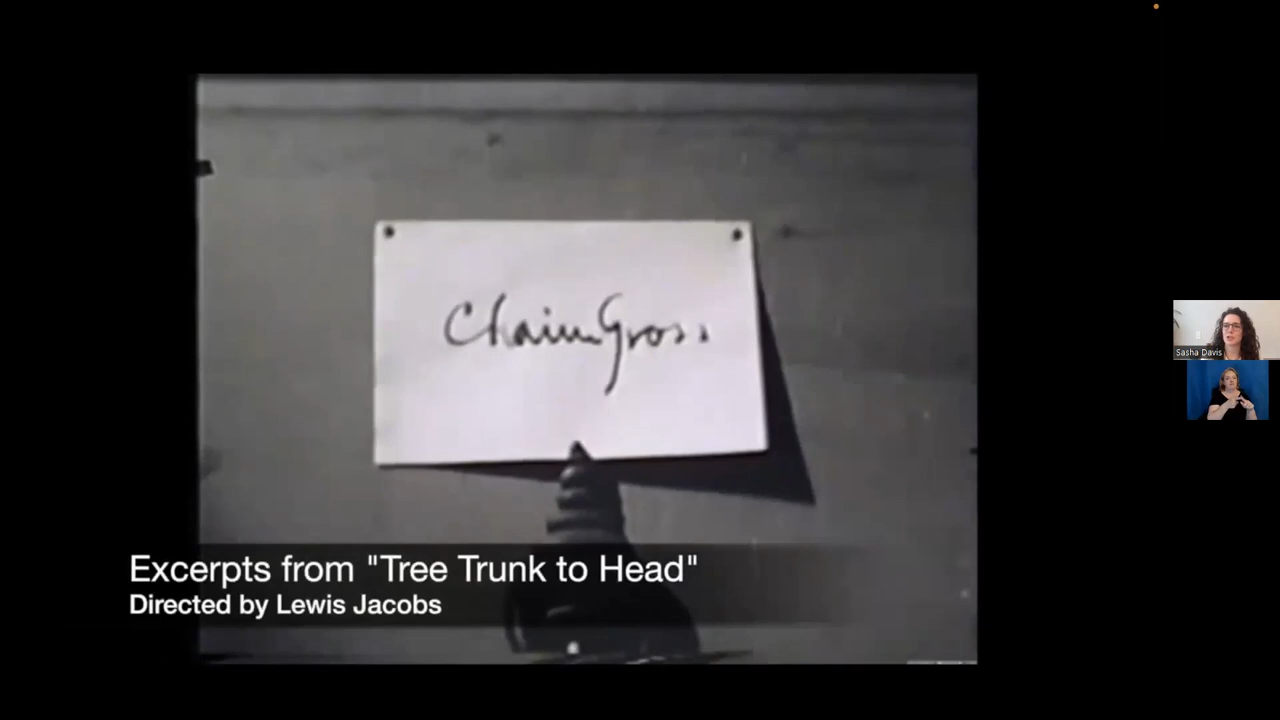 Chaim Gross
Excerpts from "Tree Trunk to Head"
Directed by Lewis Jacobs
Sasha Davis